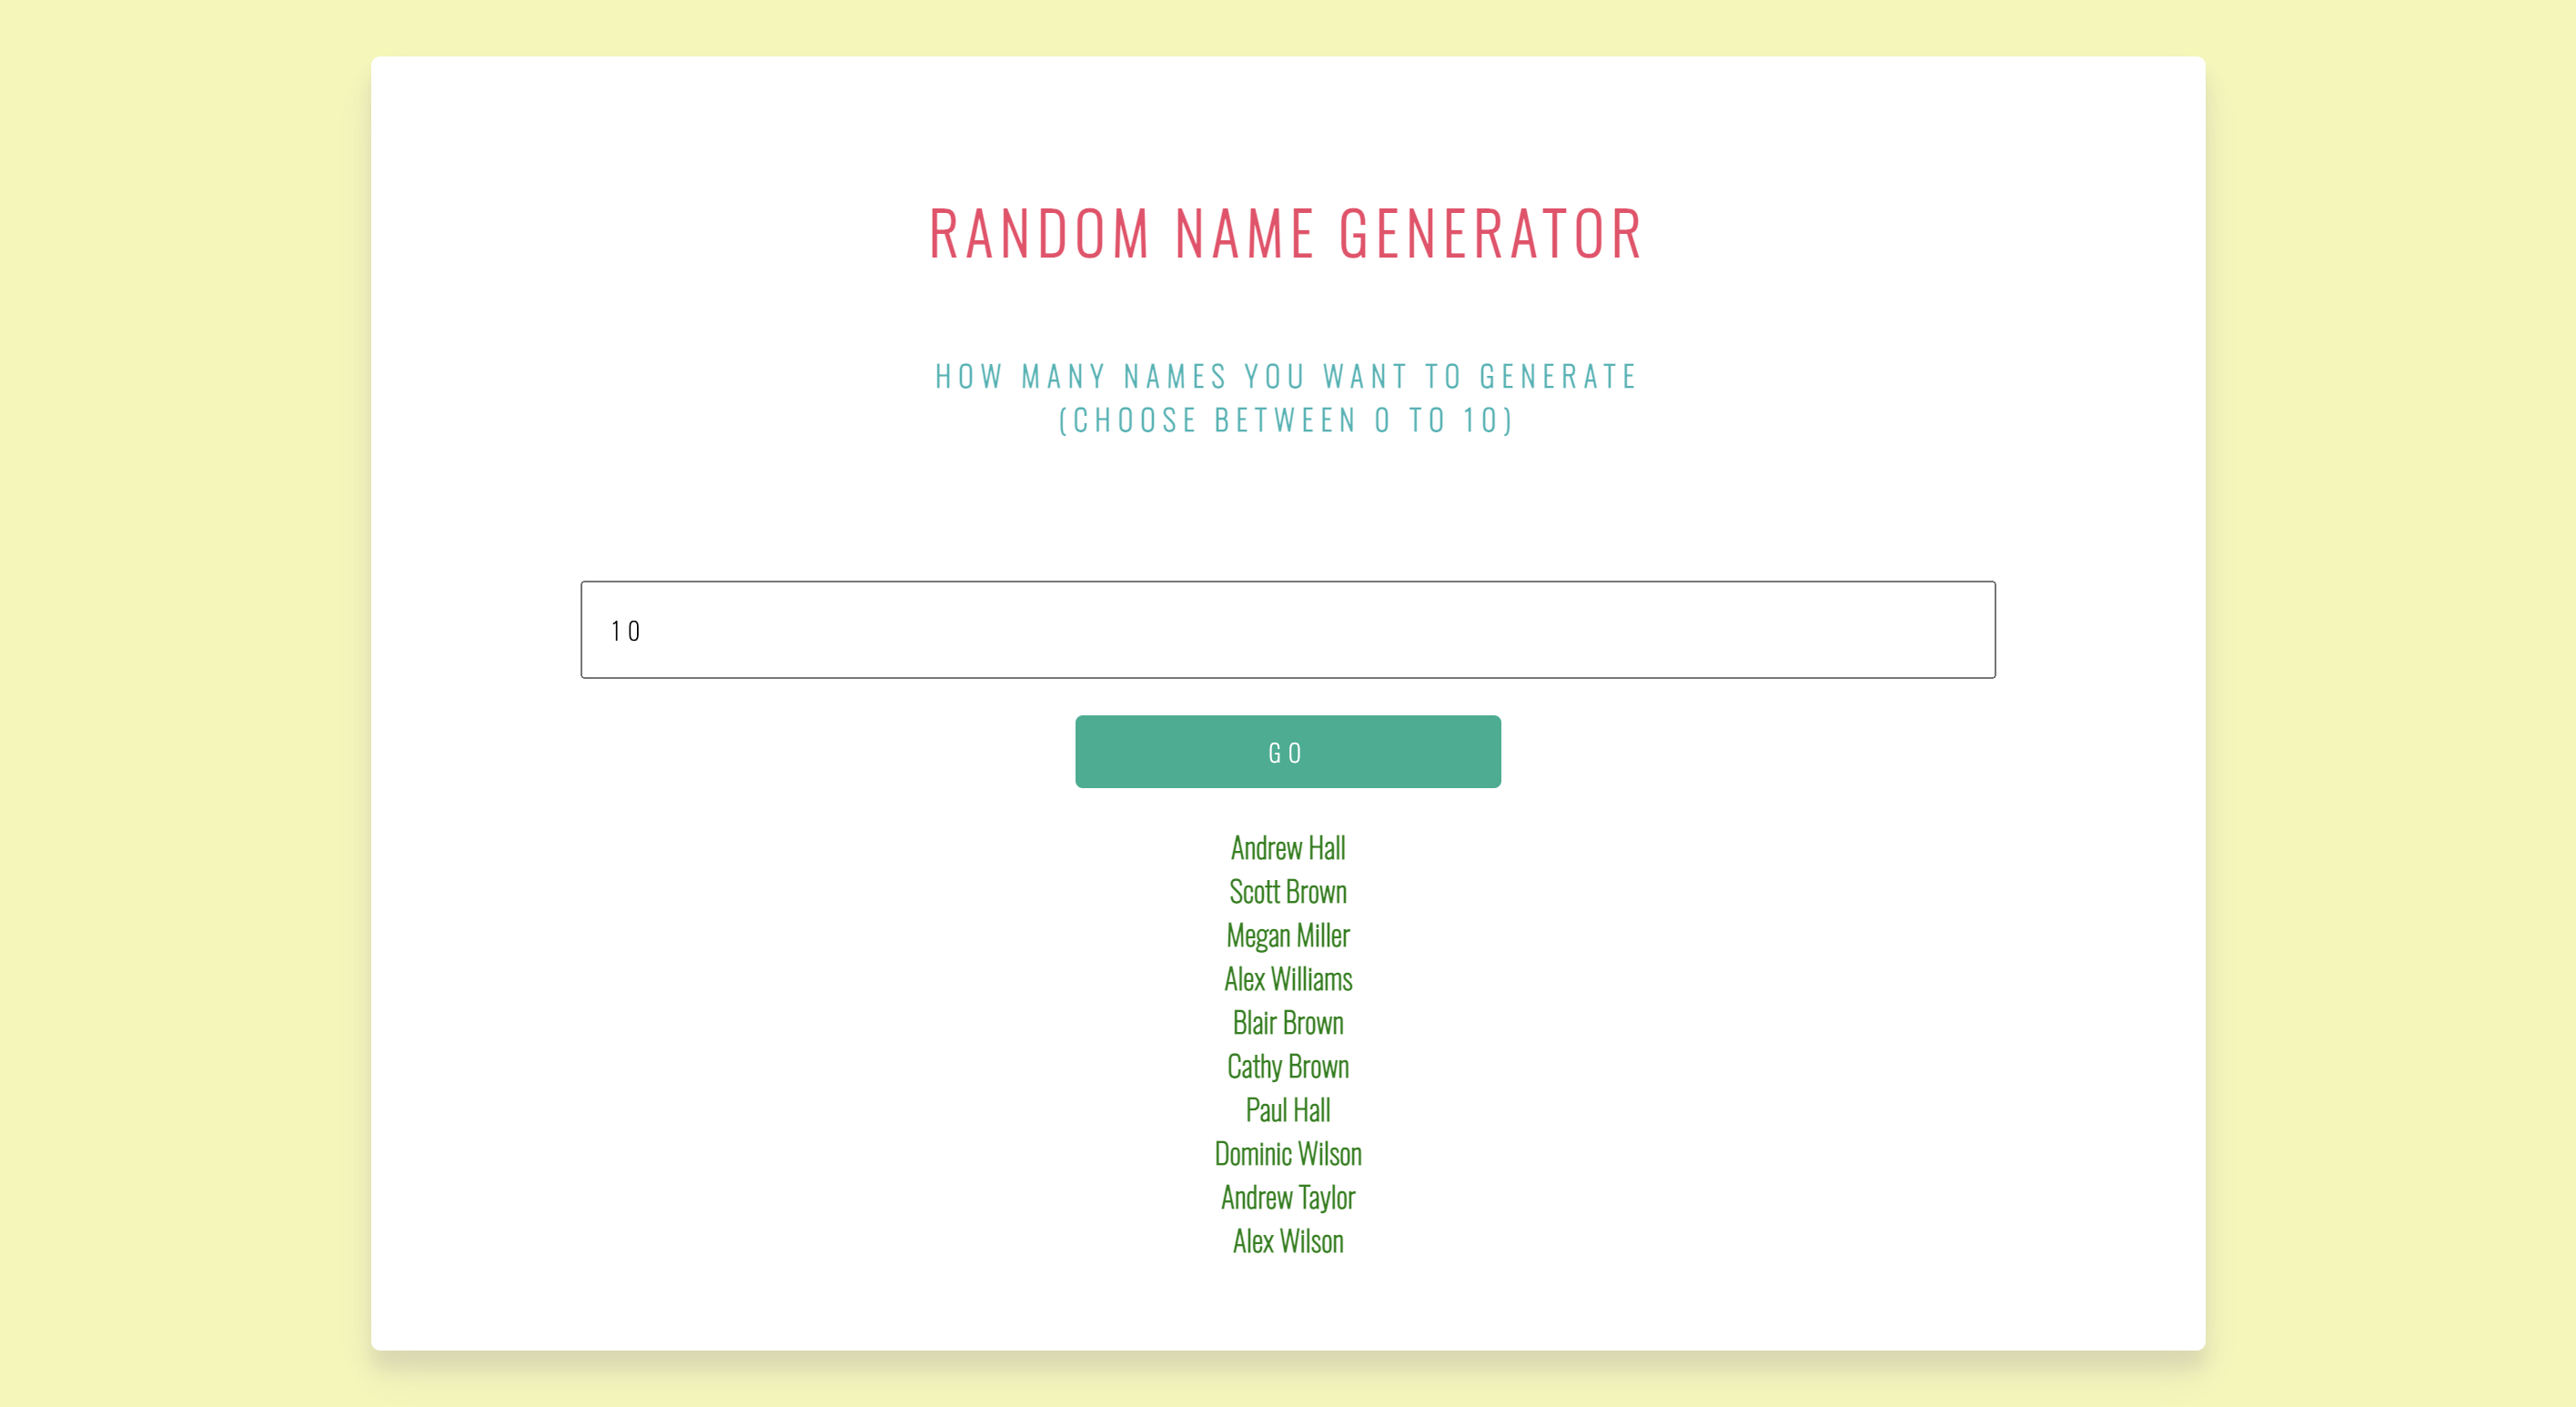 RANDOM NAME GENERATOR
HOW MANY NAMES YOU WANT TO GENERATE
(CHOOSE BETWEEN 0 TO 10)
10
GO
Andrew Hall
Scott Brown
Megan Miller
Alex Williams
Blair Brown
Cathy Brown
Paul Hall
Dominic Wilson
Andrew Taylor
Alex Wilson